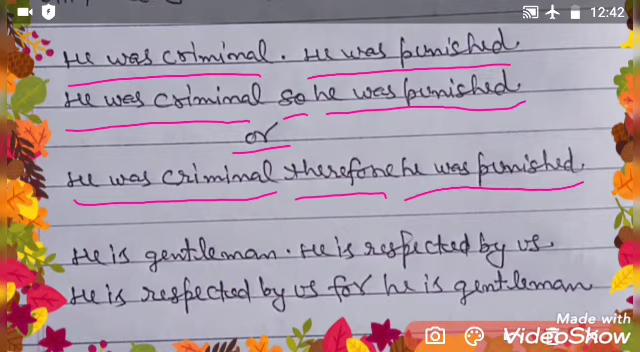 12:42
He was criminal. He was punished.
He was criminal so he was punished.
or
He was criminal therefore he was punished.
He is gentleman. He is respected by us.
He is respected by us for he is gentleman
Made with
VideoShow